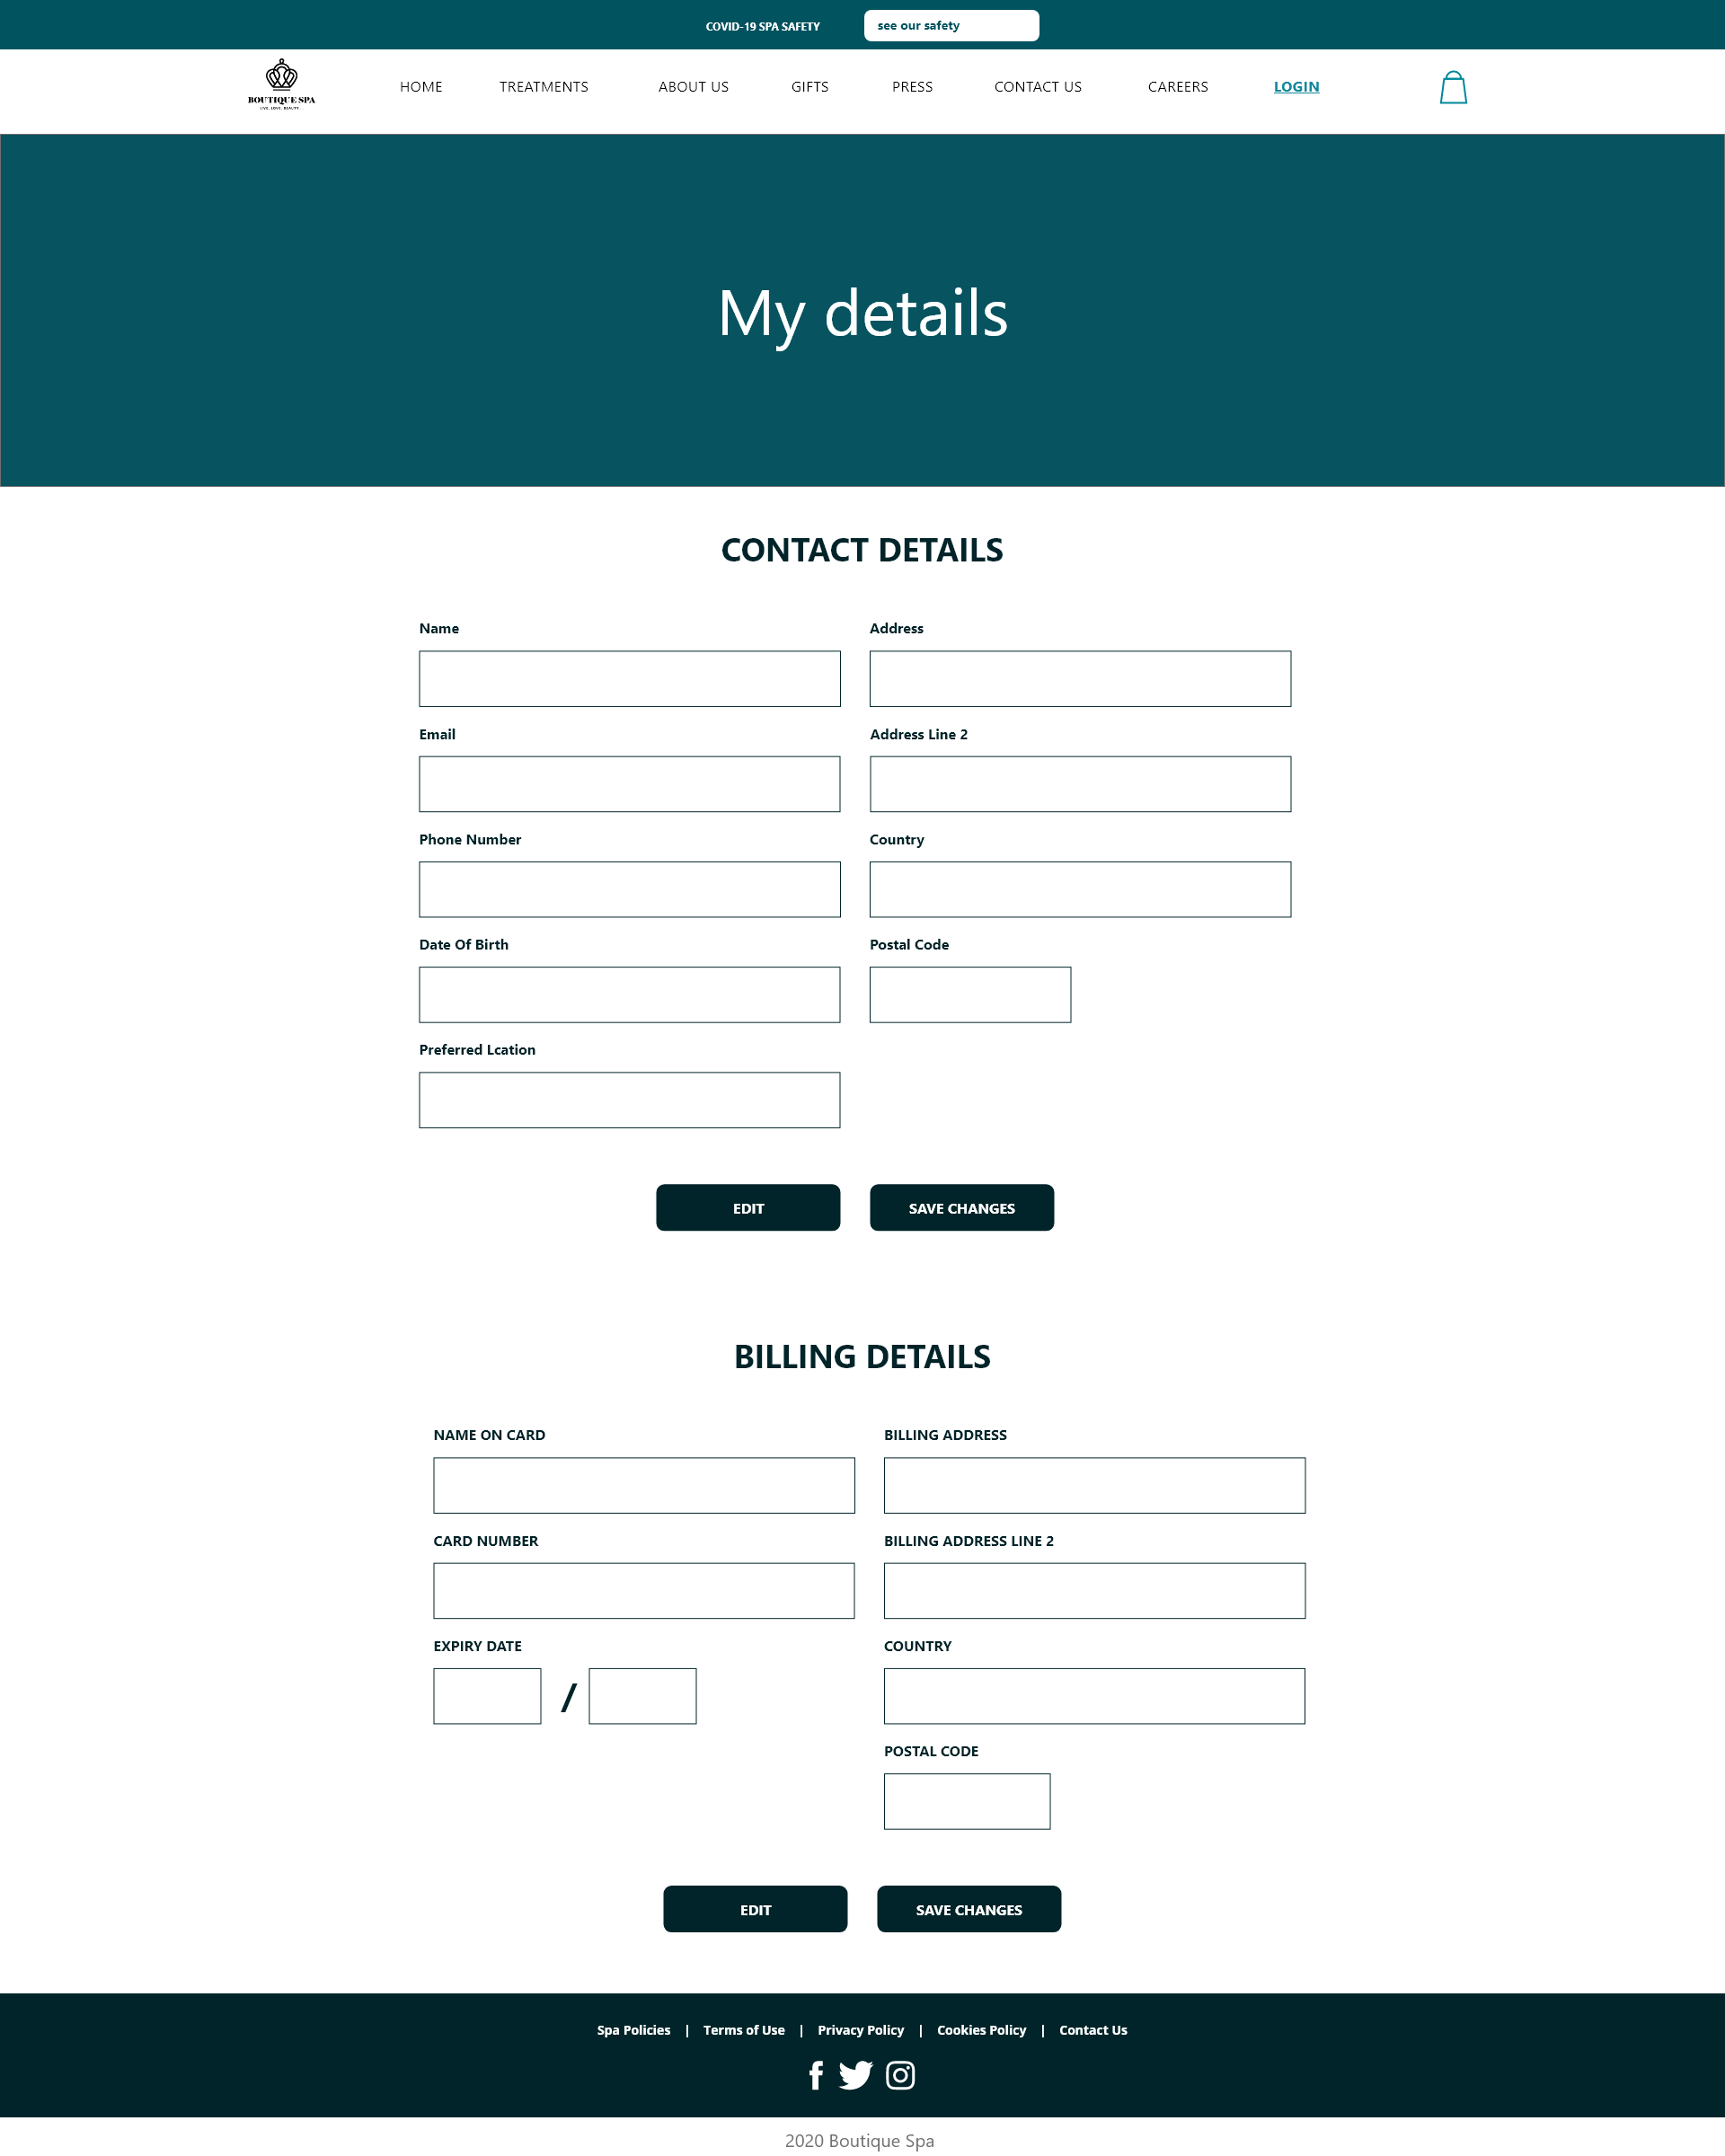 COVID-19 SPA SAFETY see our safety
BOUTIQUE SPA
LIVE. LOVE. BEAUTY.
HOME TREATMENTS ABOUT US GIFTS PRESS CONTACT US CAREERS LOGIN
My details
CONTACT DETAILS
Name Address
Email Address Line 2
Phone Number Country
Date Of Birth Postal Code
Preferred Lcation
EDIT SAVE CHANGES
BILLING DETAILS
NAME ON CARD BILLING ADDRESS
CARD NUMBER BILLING ADDRESS LINE 2
EXPIRY DATE COUNTRY
/
POSTAL CODE
EDIT SAVE CHANGES
Spa Policies | Terms of Use | Privacy Policy | Cookies Policy | Contact Us
2020 Boutique Spa